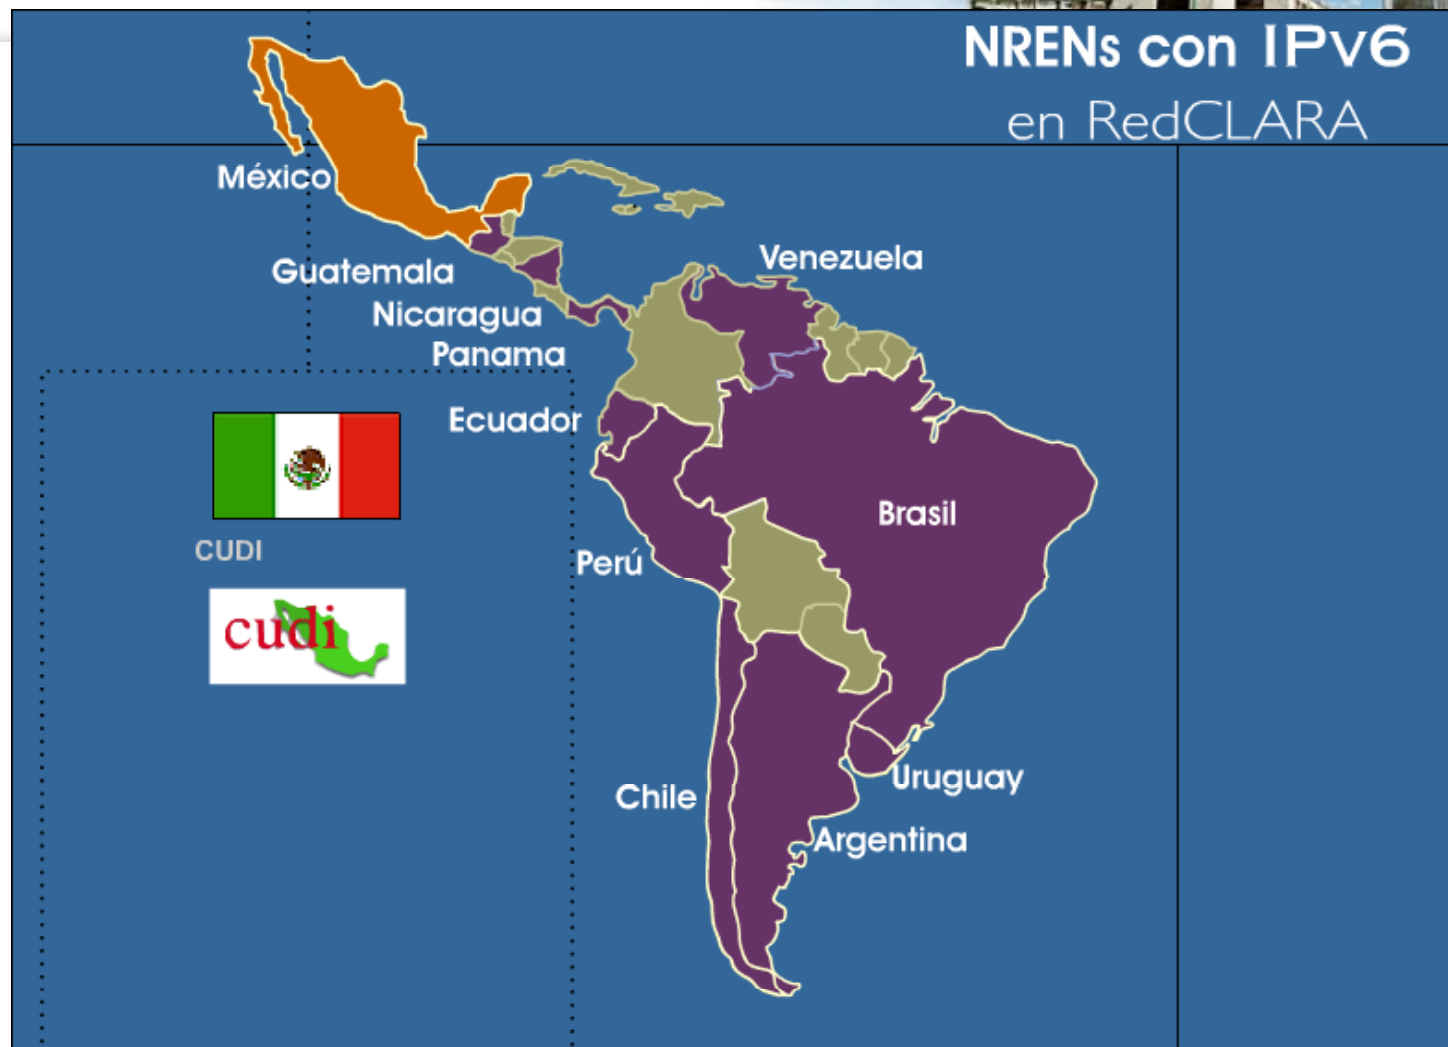 NRENs con IPv6
en RedCLARA
México
Venezuela
Guatemala
Nicaragua
Panama
Ecuador
Brasil
CUDI
Perú
cudi
Uruguay
Chile
Argentina